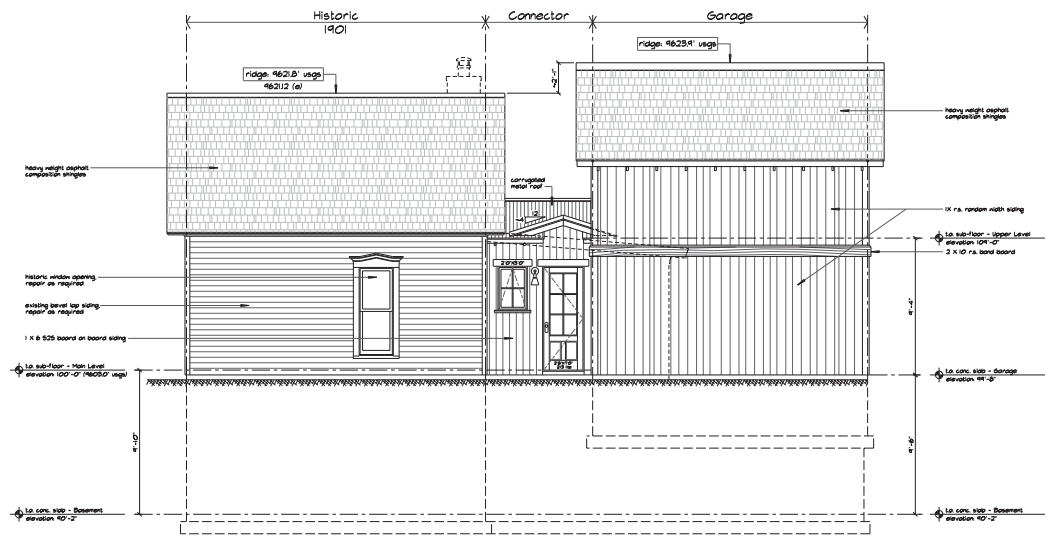 Historic
1901
Connector
Garage
ridge: 9621.8' usgs
9621.12 (e)
ridge: 9623.9' usgs
2'-1"
heavy weight asphalt
composition shingles
heavy weight asphalt
composition shingles
corrugated
metal roof
12
4
1X r.s. random width siding
t.o. sub-floor - Upper Level
elevation: 109'-0"
2 X 10 r.s. band board
historic window opening,
repair as required
existing bevel lap siding,
repair as required
1 X 6 S2S board on board siding
9'-4"
t.o. sub-floor - Main Level
elevation: 100'-0" (9603.0' usgs)
t.o. conc. slab - Garage
elevation: 99'-8"
9'-10"
9'-6"
t.o. conc. slab - Basement
elevation: 90'-2"
t.o. conc. slab - Basement
elevation: 90'-2"